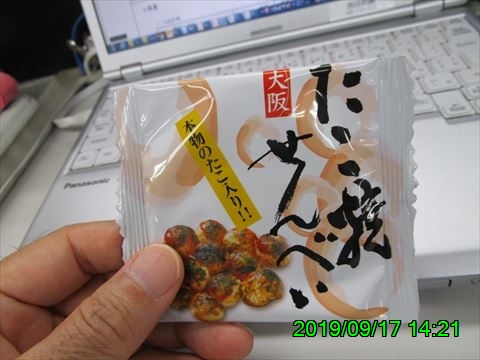 大阪
たこ焼
せんべい
本物のたこ入り!!
Panasonic
2019/09/17 14:21